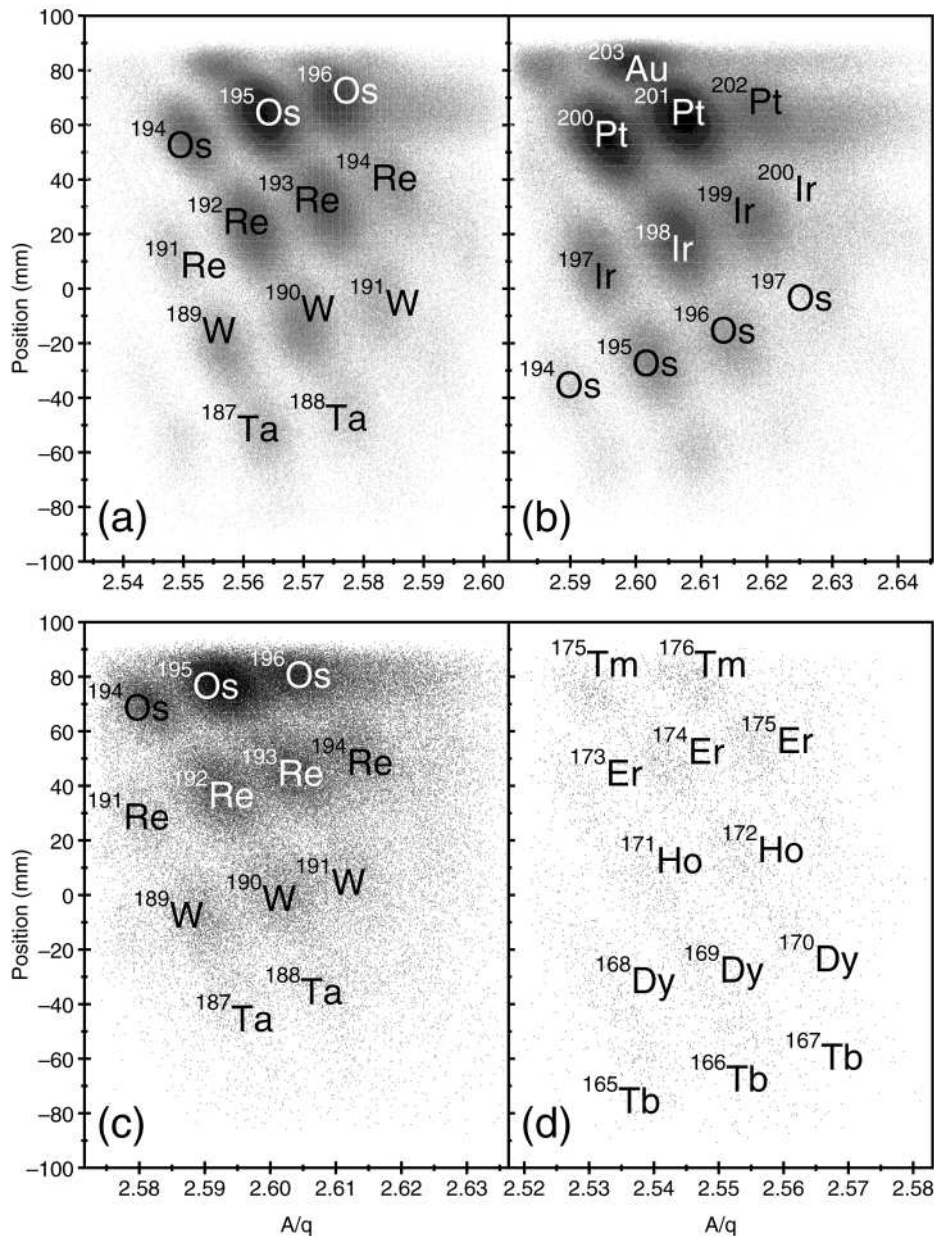 100
80
60
40
20
0
−20
−40
−60
−80
−100
Position (mm)
196Os
195Os
194Os
194Re
193Re
192Re
191Re
191W
190W
189W
188Ta
187Ta
(a)
2.54 2.55 2.56 2.57 2.58 2.59 2.60
203Au
202Pt
201Pt
200Pt
200Ir
199Ir
198Ir
197Ir
197Os
196Os
195Os
194Os
(b)
2.59 2.60 2.61 2.62 2.63 2.64
100
80
60
40
20
0
−20
−40
−60
−80
−100
Position (mm)
196Os
195Os
194Os
194Re
193Re
192Re
191Re
191W
190W
189W
188Ta
187Ta
(c)
2.58 2.59 2.60 2.61 2.62 2.63
A/q
175Tm 176Tm
175Er
174Er
173Er
172Ho
171Ho
170Dy
169Dy
168Dy
167Tb
166Tb
165Tb
(d)
2.52 2.53 2.54 2.55 2.56 2.57 2.58
A/q